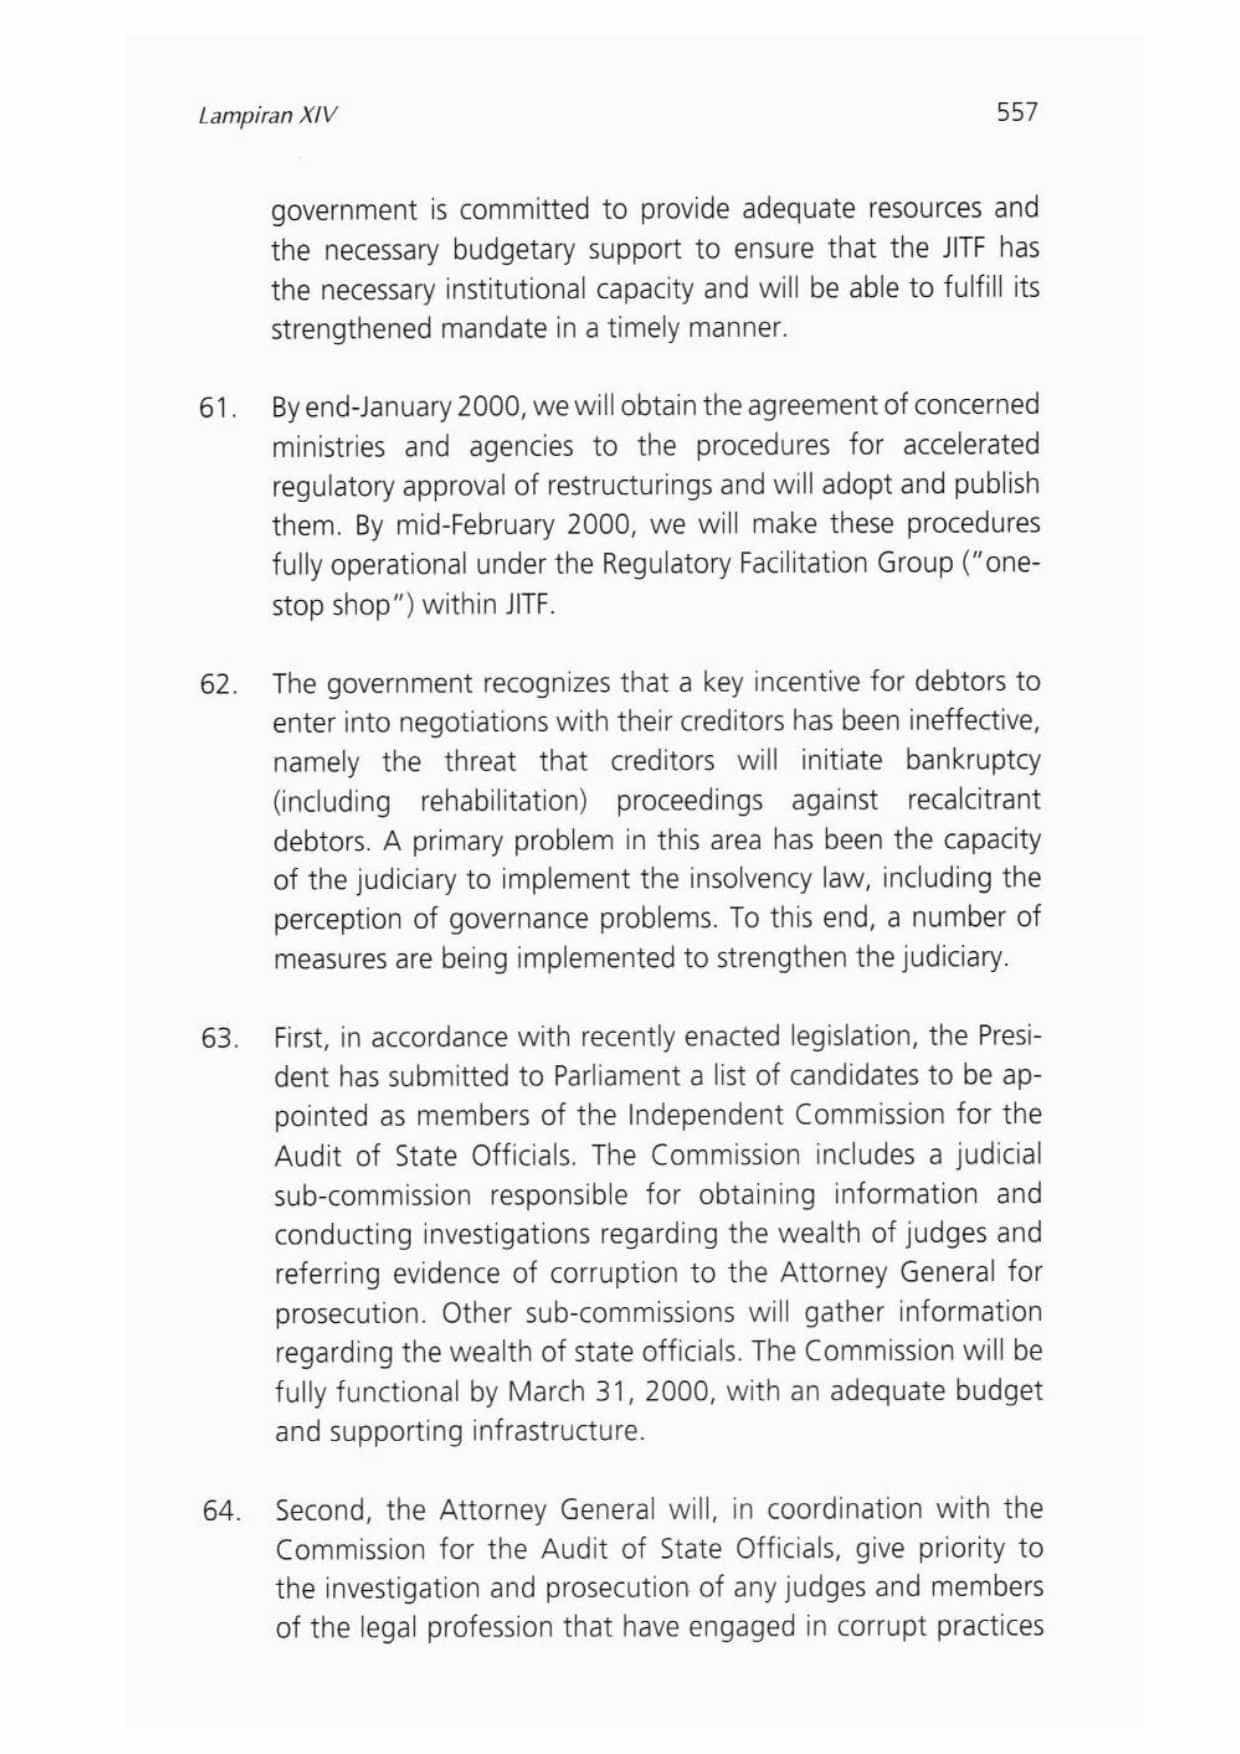 Lampiran XIV 557
government is committed to provide adequate resources and
the necessary budgetary support to ensure that the JITF has
the necessary institutional capacity and will be able to fulfill its
strengthened mandate in a timely manner.
61. By end-January 2000, we will obtain the agreement of concerned
ministries and agencies to the procedures for accelerated
regulatory approval of restructurings and will adopt and publish
them. By mid-February 2000, we will make these procedures
fully operational under the Regulatory Facilitation Group ("one-
stop shop") within JITF.
62. The government recognizes that a key incentive for debtors to
enter into negotiations with their creditors has been ineffective,
namely the threat that creditors will initiate bankruptcy
(including rehabilitation) proceedings against recalcitrant
debtors. A primary problem in this area has been the capacity
of the judiciary to implement the insolvency law, including the
perception of governance problems. To this end, a number of
measures are being implemented to strengthen the judiciary.
63. First, in accordance with recently enacted legislation, the Presi-
dent has submitted to Parliament a list of candidates to be ap-
pointed as members of the Independent Commission for the
Audit of State Officials. The Commission includes a judicial
sub-commission responsible for obtaining information and
conducting investigations regarding the wealth of judges and
referring evidence of corruption to the Attorney General for
prosecution. Other sub-commissions will gather information
regarding the wealth of state officials. The Commission will be
fully functional by March 31, 2000, with an adequate budget
and supporting infrastructure.
64. Second, the Attorney General will, in coordination with the
Commission for the Audit of State Officials, give priority to
the investigation and prosecution of any judges and members
of the legal profession that have engaged in corrupt practices